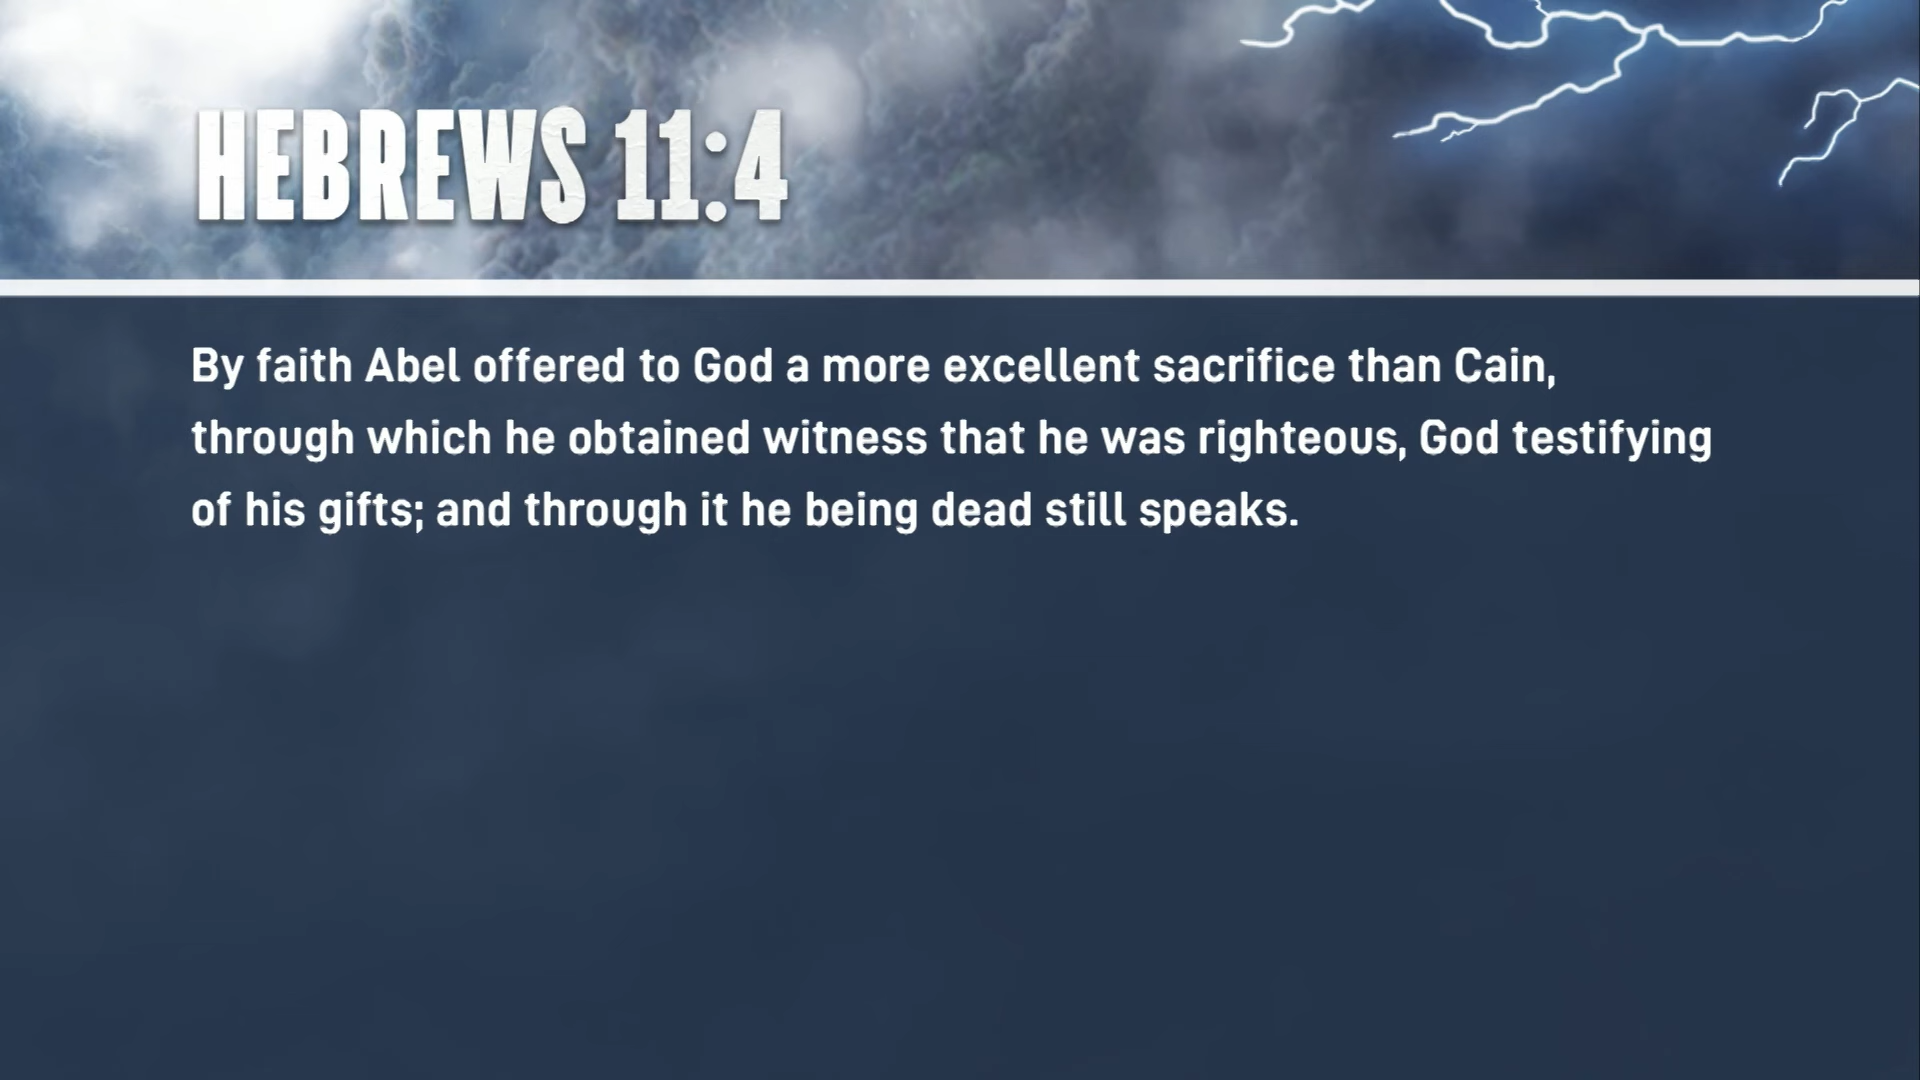 HEBREWS 11:4
By faith Abel offered to God a more excellent sacrifice than Cain,
through which he obtained witness that he was righteous, God testifying
of his gifts; and through it he being dead still speaks.